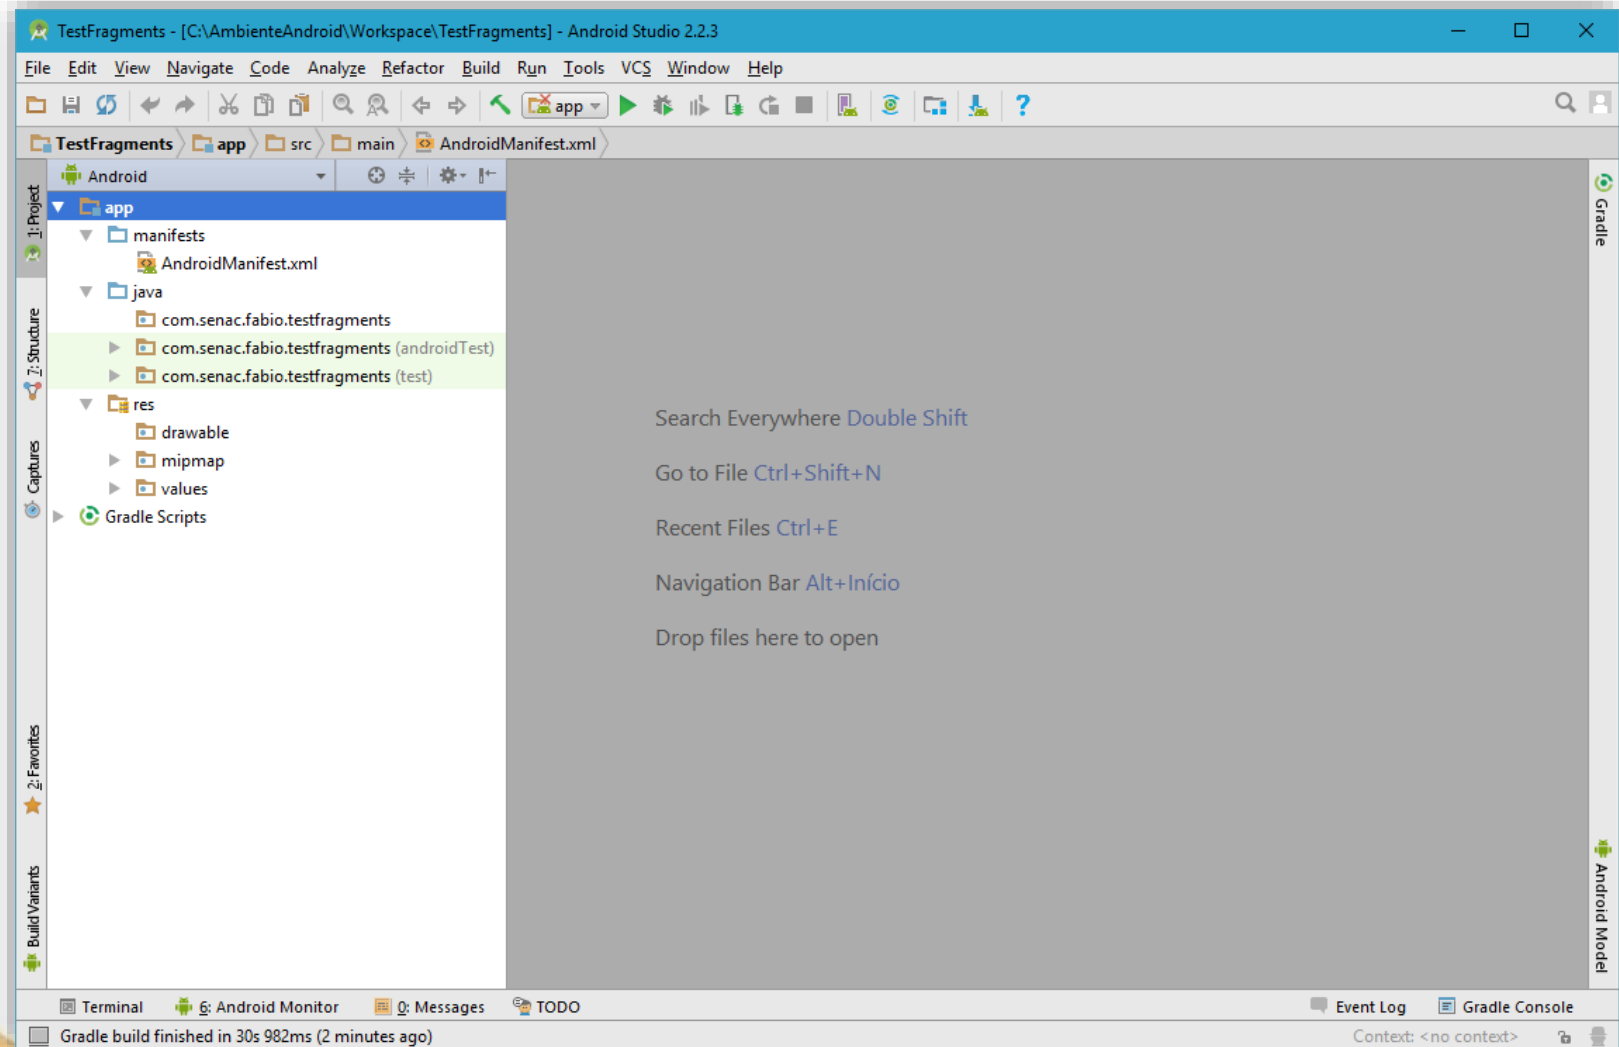 TestFragments - [C:\AmbienteAndroid\Workspace\TestFragments] - Android Studio 2.2.3
File Edit View Navigate Code Analyze Refactor Build Run Tools VCS Window Help
app
TestFragments app src main AndroidManifest.xml
Android
1: Project
7: Structure
Captures
2: Favorites
Build Variants
app
manifests
AndroidManifest.xml
java
com.senac.fabio.testfragments
com.senac.fabio.testfragments (androidTest)
com.senac.fabio.testfragments (test)
res
drawable
mipmap
values
Gradle Scripts
Search Everywhere Double Shift
Go to File Ctrl+Shift+N
Recent Files Ctrl+E
Navigation Bar Alt+Início
Drop files here to open
Gradle
Android Model
Terminal 6: Android Monitor 0: Messages TODO Event Log Gradle Console
Gradle build finished in 30s 982ms (2 minutes ago) Context: <no context>